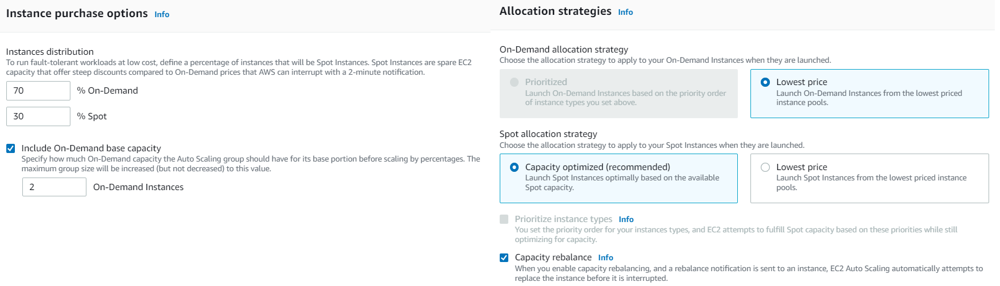 Instance purchase options Info
Instances distribution
To run fault-tolerant workloads at low cost, define a percentage of instances that will be Spot Instances. Spot Instances are spare EC2
capacity that offer steep discounts compared to On-Demand prices that AWS can interrupt with a 2-minute notification.
70 % On-Demand
30 % Spot
Include On-Demand base capacity
Specify how much On-Demand capacity the Auto Scaling group should have for its base portion before scaling by percentages. The
maximum group size will be increased (but not decreased) to this value.
2 On-Demand Instances
Allocation strategies Info
On-Demand allocation strategy
Choose the allocation strategy to apply to your On-Demand Instances when they are launched.
Prioritized
Launch On-Demand Instances based on the priority order
of instance types you set above.
Lowest price
Launch On-Demand Instances from the lowest priced
instance pools.
Spot allocation strategy
Choose the allocation strategy to apply to your Spot Instances when they are launched.
Capacity optimized (recommended)
Launch Spot Instances optimally based on the available
Spot capacity.
Lowest price
Launch Spot Instances from the lowest priced instance
pools.
Prioritize instance types Info
You set the priority order for your instances types, and EC2 attempts to fulfill Spot capacity based on these priorities while still
optimizing for capacity.
Capacity rebalance Info
When you enable capacity rebalancing, and a rebalance notification is sent to an instance, EC2 Auto Scaling automatically attempts to
replace the instance before it is interrupted.